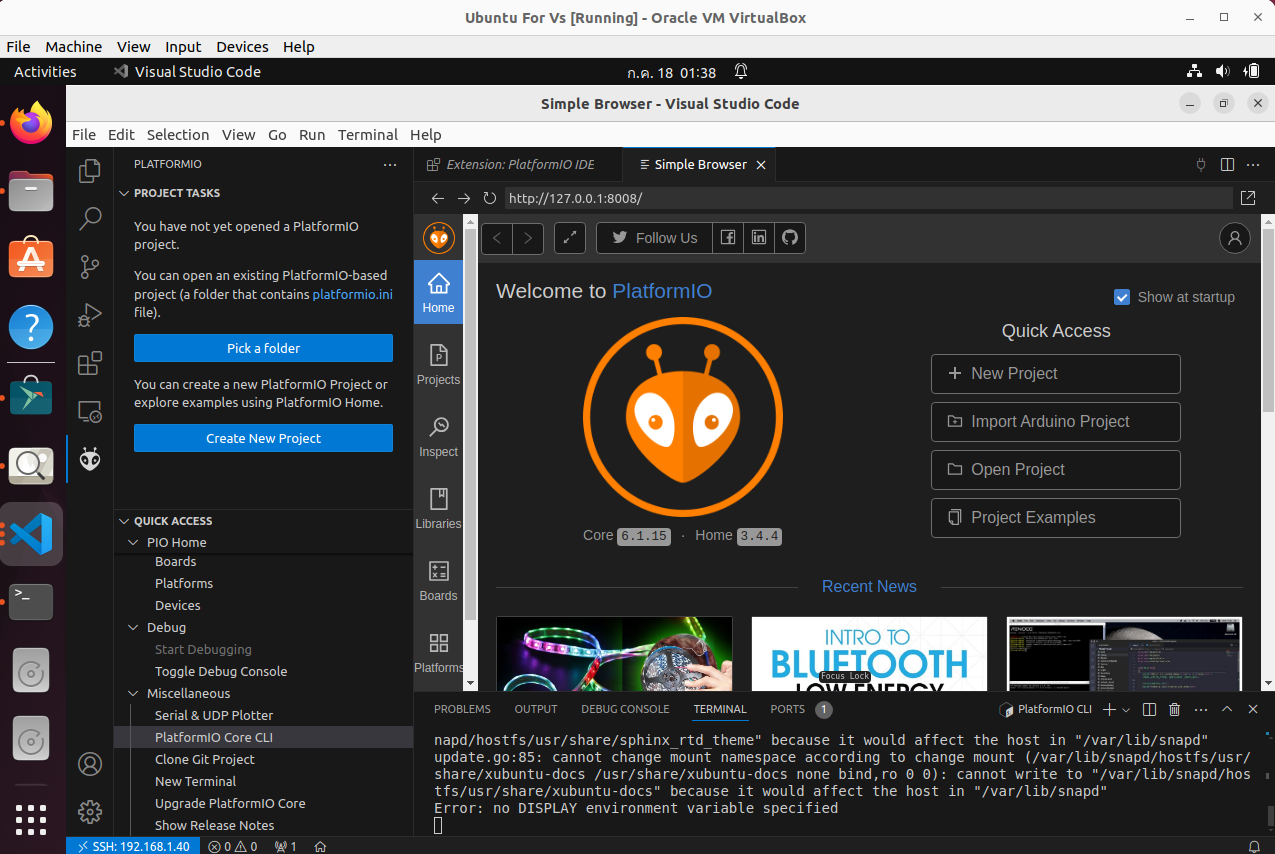 Ubuntu For Vs [Running] - Oracle VM VirtualBox
File Machine View Input Devices Help
Activities Visual Studio Code ก.ค. 18 01:38
Simple Browser - Visual Studio Code
File Edit Selection View Go Run Terminal Help
PLATFORMIO
PROJECT TASKS
You have not yet opened a PlatformIO
project.
You can open an existing PlatformIO-based
project (a folder that contains platformio.ini
file).
Pick a folder
You can create a new PlatformIO Project or
explore examples using PlatformIO Home.
Create New Project
QUICK ACCESS
PIO Home
Boards
Platforms
Devices
Debug
Start Debugging
Toggle Debug Console
Miscellaneous
Serial & UDP Plotter
PlatformIO Core CLI
Clone Git Project
New Terminal
Upgrade PlatformIO Core
Show Release Notes
Extension: PlatformIO IDE Simple Browser
http://127.0.0.1:8008/
Follow Us
Home
Projects
Inspect
Libraries
Boards
Platforms
Welcome to PlatformIO
Show at startup
Core 6.1.15 · Home 3.4.4
Quick Access
New Project
Import Arduino Project
Open Project
Project Examples
Recent News
INTRO TO
BLUETOOTH
LOW ENERGY
Focus Lock
PROBLEMS OUTPUT DEBUG CONSOLE TERMINAL PORTS 1 PlatformIO CLI
napd/hostfs/usr/share/sphinx_rtd_theme" because it would affect the host in "/var/lib/snapd"
update.go:85: cannot change mount namespace according to change mount (/var/lib/snapd/hostfs/usr/
share/xubuntu-docs /usr/share/xubuntu-docs none bind,ro 0 0): cannot write to "/var/lib/snapd/hos
tfs/usr/share/xubuntu-docs" because it would affect the host in "/var/lib/snapd"
Error: no DISPLAY environment variable specified
SSH: 192.168.1.40 0 0 1